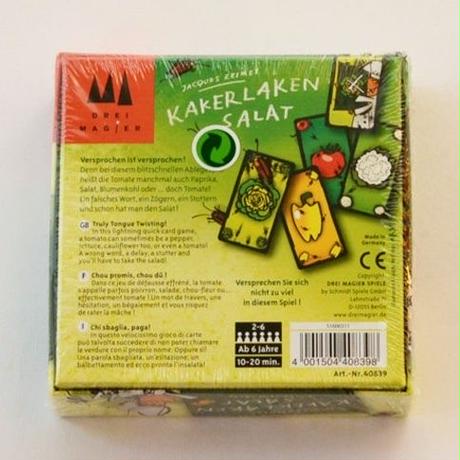 DREI
MAGIER
JACQUES ZEIMET
KAKERLAKEN
SALAT
Versprochen ist versprochen!
Denn bei diesem blitzschnellen Ablege
heißt die Tomate manchmal auch Paprika,
Salat, Blumenkohl oder ... doch Tomate!
Ein falsches Wort, ein Zögern, ein Stottern
und schon hat man den Salat!
GB Truly Tongue Twisting!
In this lightning quick card game,
a tomato can sometimes be a pepper,
lettuce, cauliflower too, or even a tomato!
A wrong word, a delay, a stutter and
you'll have to take the salad!
F Chou promis, chou dû!
Dans ce jeu de défausse effréné, la tomate
s'appelle parfois poivron, salade, chou-fleur ou...
effectivement tomate! Un mot de travers, une
hésitation, un bégaiement et vous risquez
de rater la mâche!
I Chi sbaglia, paga!
In questo velocissimo gioco di carte
può talvolta succedere di non poter chiamare
le verdure con il proprio nome. Oppure sì!
Una parola sbagliata, un'esitazione, un
balbettamento ed ecco pronta l'insalata!
Versprechen Sie sich
nicht zu viel
in diesem Spiel!
2-6
Ab 6 Jahre
10-20 min.
Made in
Germany
CE
Copyright
DREI MAGIER SPIELE
by Schmidt Spiele GmbH
Lahnstraße 21
D-12055 Berlin
www.dreimagier.de
4 001504 408398
Art.-Nr. 40839